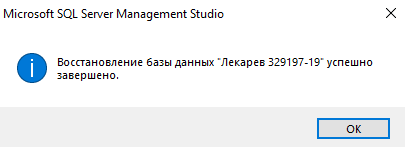 Microsoft SQL Server Management Studio
Восстановление базы данных "Лекарев 329197-19" успешно
завершено.
OK